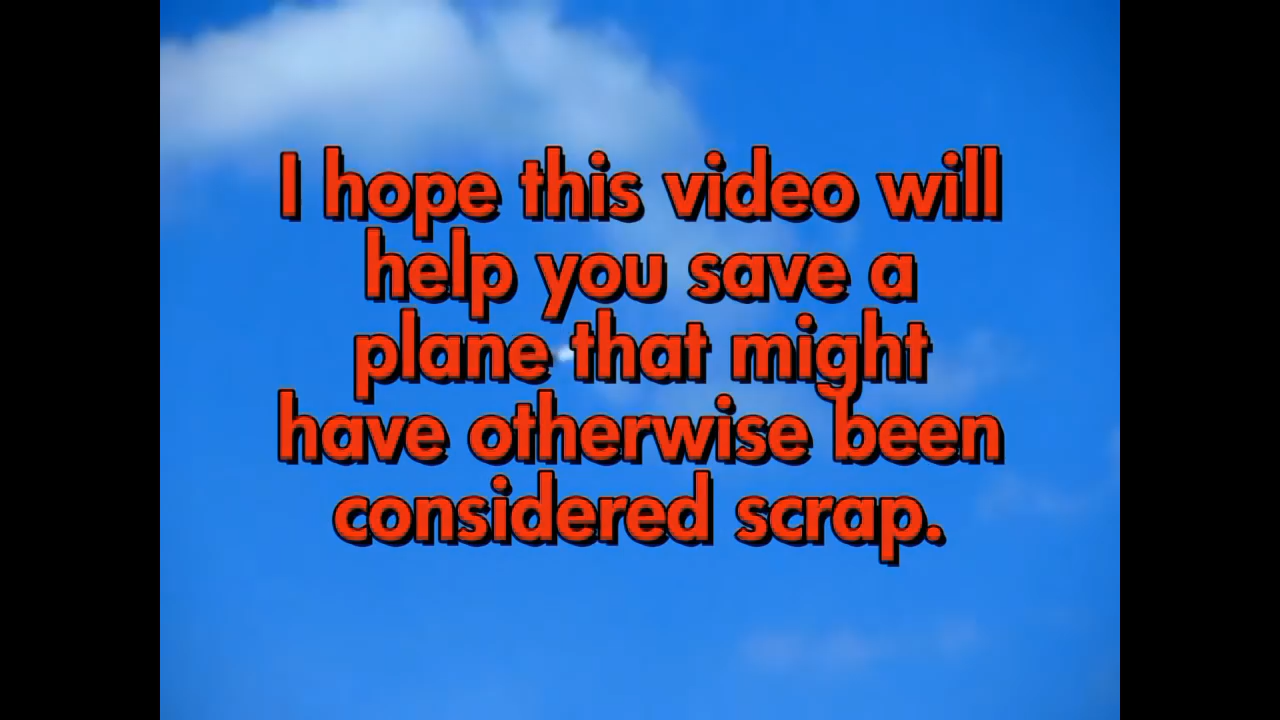 I hope this video will
help you save a
plane that might
have otherwise been
considered scrap.